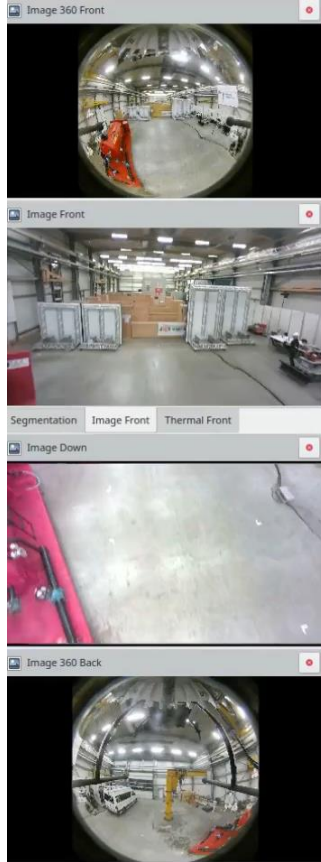 Image 360 Front
Image Front
Segmentation
Image Front
Thermal Front
Image Down
Image 360 Back